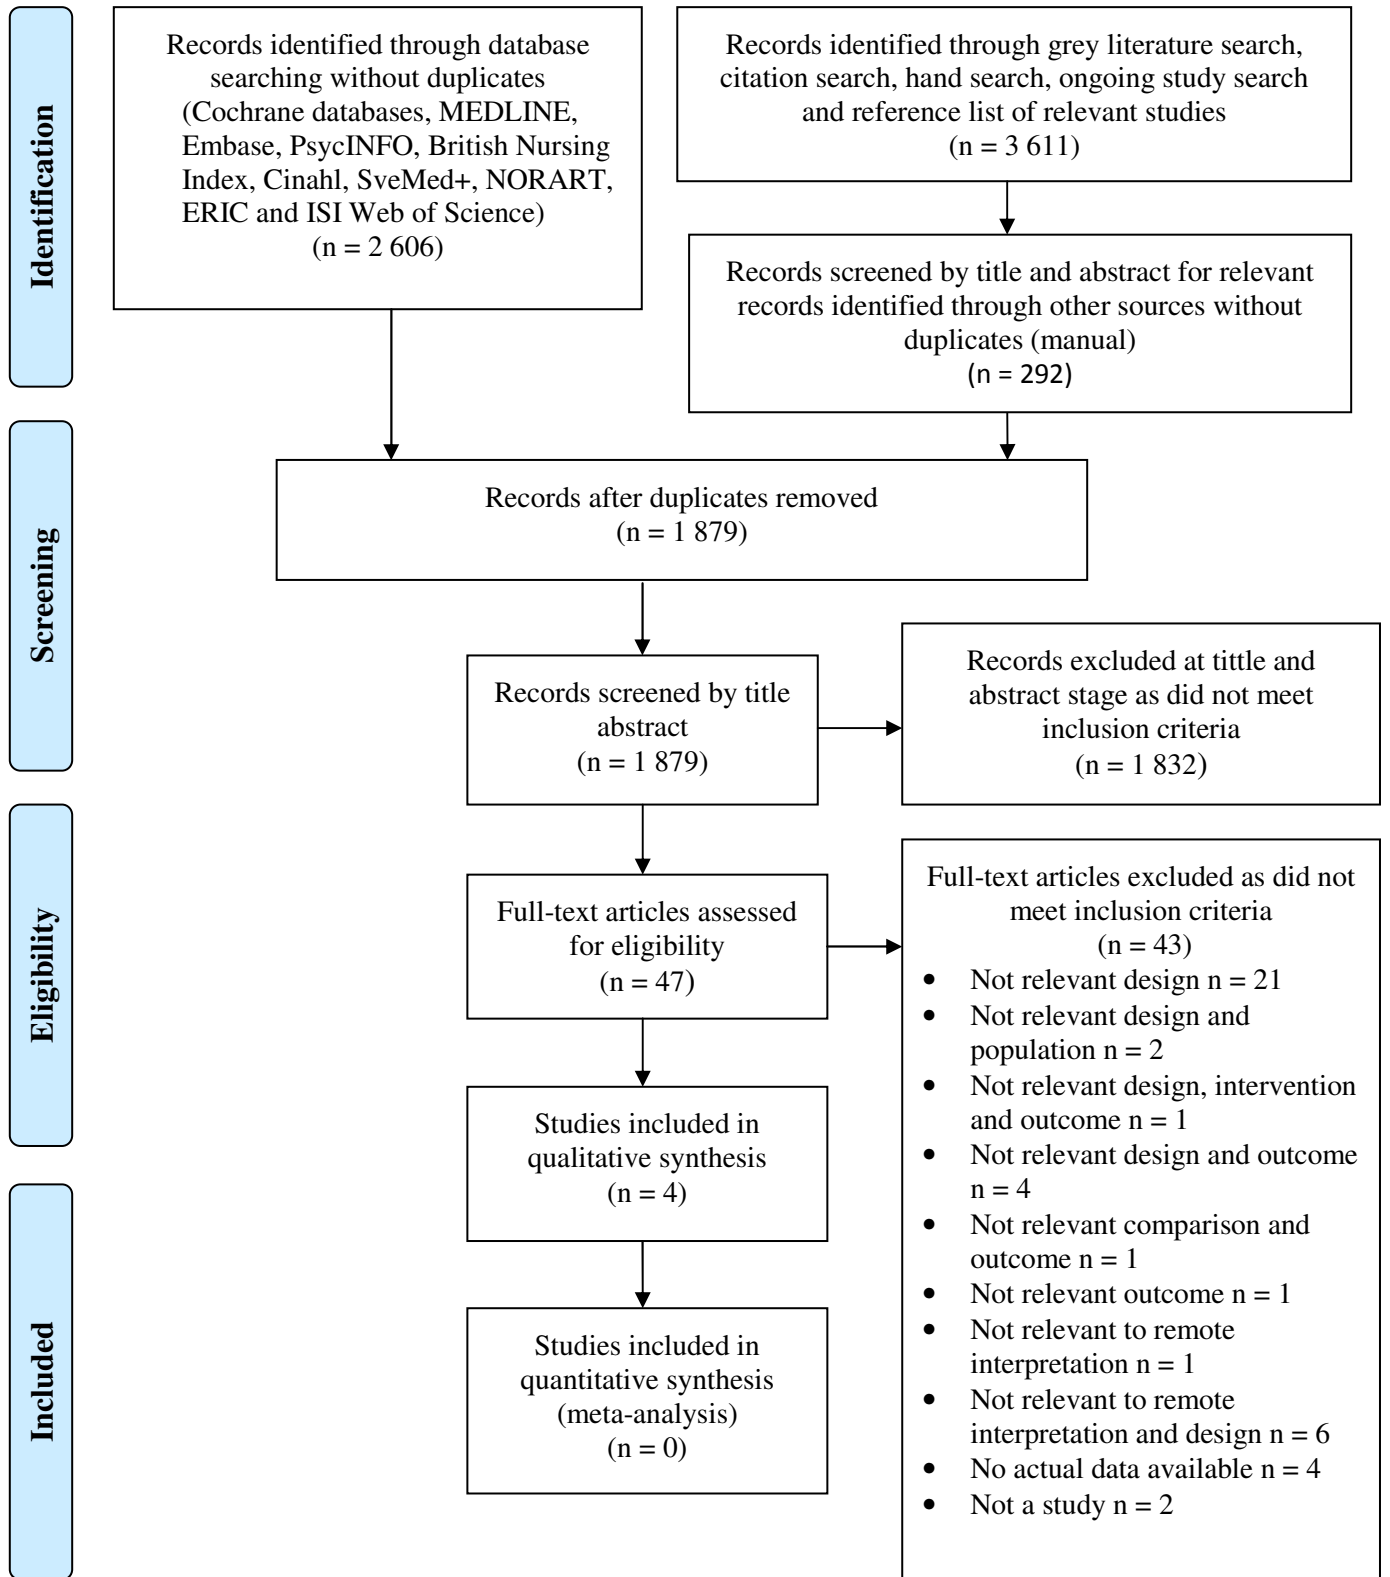 Identification
Records identified through database
searching without duplicates
(Cochrane databases, MEDLINE,
Embase, PsycINFO, British Nursing
Index, Cinahl, SveMed+, NORART,
ERIC and ISI Web of Science)
(n = 2 606)
Records identified through grey literature search,
citation search, hand search, ongoing study search
and reference list of relevant studies
(n = 3 611)
Records screened by title and abstract for relevant
records identified through other sources without
duplicates (manual)
(n = 292)
Screening
Records after duplicates removed
(n = 1 879)
Records screened by title
abstract
(n = 1 879)
Records excluded at tittle and
abstract stage as did not meet
inclusion criteria
(n = 1 832)
Eligibility
Full-text articles assessed
for eligibility
(n = 47)
Full-text articles excluded as did not
meet inclusion criteria
(n = 43)
• Not relevant design n = 21
• Not relevant design and
population n = 2
• Not relevant design, intervention
and outcome n = 1
• Not relevant design and outcome
n = 4
• Not relevant comparison and
outcome n = 1
• Not relevant outcome n = 1
• Not relevant to remote
interpretation n = 1
• Not relevant to remote
interpretation and design n = 6
• No actual data available n = 4
• Not a study n = 2
Studies included in
qualitative synthesis
(n = 4)
Included
Studies included in
quantitative synthesis
(meta-analysis)
(n = 0)